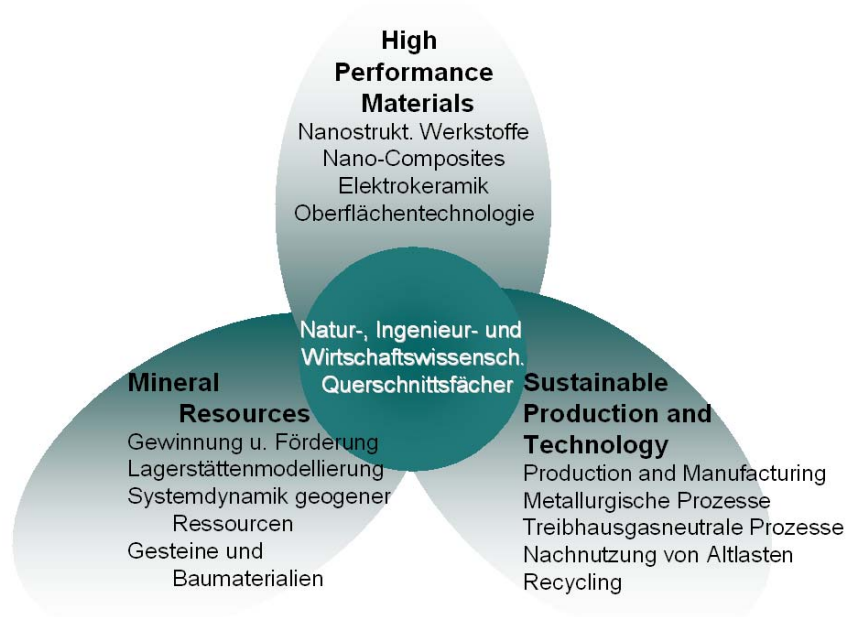 High
Performance
Materials
Nanostrukt. Werkstoffe
Nano-Composites
Elektrokeramik
Oberflächentechnologie
Natur-, Ingenieur- und
Wirtschaftswissensch.
Querschnittsfächer
Mineral
Resources
Gewinnung u. Förderung
Lagerstättenmodellierung
Systemdynamik geogener
Ressourcen
Gesteine und
Baumaterialien
Sustainable
Production and
Technology
Production and Manufacturing
Metallurgische Prozesse
Treibhausgasneutrale Prozesse
Nachnutzung von Altlasten
Recycling